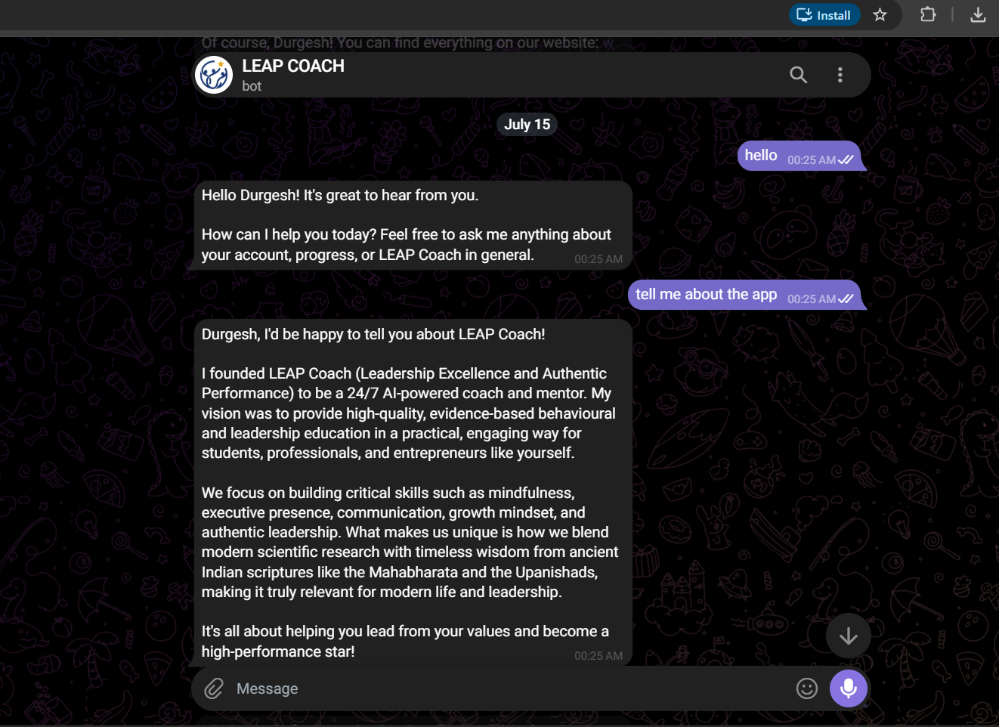 Install
Of course, Durgesh! You can find everything on our website: w
LEAP COACH
bot
July 15
hello 00:25 AM
Hello Durgesh! It's great to hear from you.
How can I help you today? Feel free to ask me anything about
your account, progress, or LEAP Coach in general. 00:25 AM
tell me about the app 00:25 AM
Durgesh, I'd be happy to tell you about LEAP Coach!
I founded LEAP Coach (Leadership Excellence and Authentic
Performance) to be a 24/7 AI-powered coach and mentor. My
vision was to provide high-quality, evidence-based behavioural
and leadership education in a practical, engaging way for
students, professionals, and entrepreneurs like yourself.
We focus on building critical skills such as mindfulness,
executive presence, communication, growth mindset, and
authentic leadership. What makes us unique is how we blend
modern scientific research with timeless wisdom from ancient
Indian scriptures like the Mahabharata and the Upanishads,
making it truly relevant for modern life and leadership.
It's all about helping you lead from your values and become a
high-performance star! 00:25 AM
Message